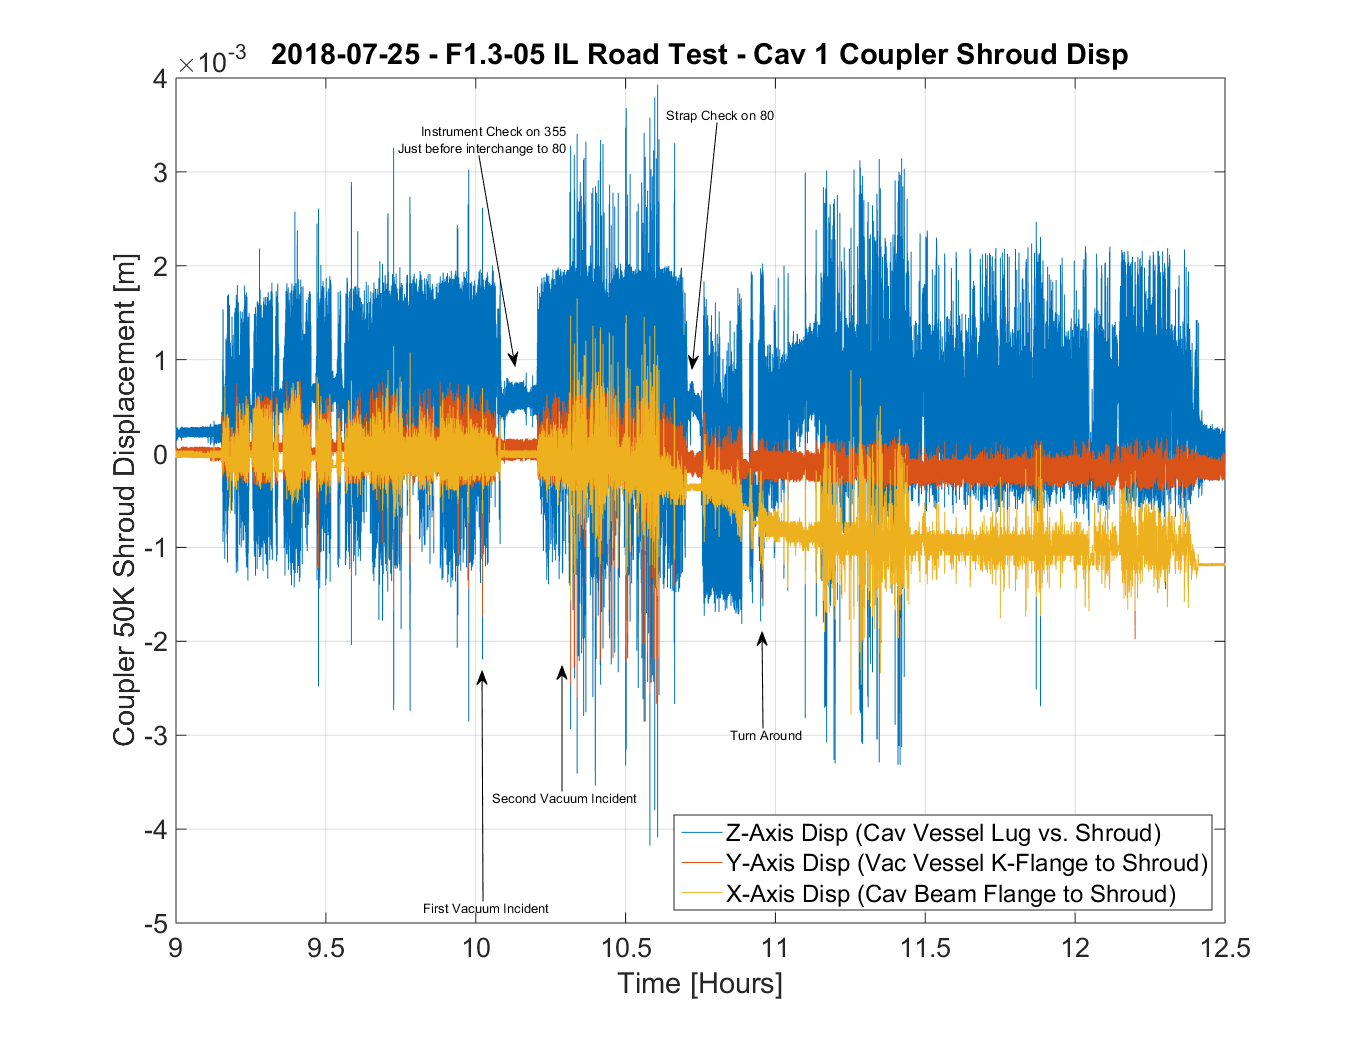 ×10-3
2018-07-25 - F1.3-05 IL Road Test - Cav 1 Coupler Shroud Disp
4
3
2
1
0
-1
-2
-3
-4
-5
Coupler 50K Shroud Displacement [m]
Instrument Check on 355
Just before interchange to 80
Strap Check on 80
Turn Around
Second Vacuum Incident
First Vacuum Incident
Z-Axis Disp (Cav Vessel Lug vs. Shroud)
Y-Axis Disp (Vac Vessel K-Flange to Shroud)
X-Axis Disp (Cav Beam Flange to Shroud)
9 9.5 10 10.5 11 11.5 12 12.5
Time [Hours]